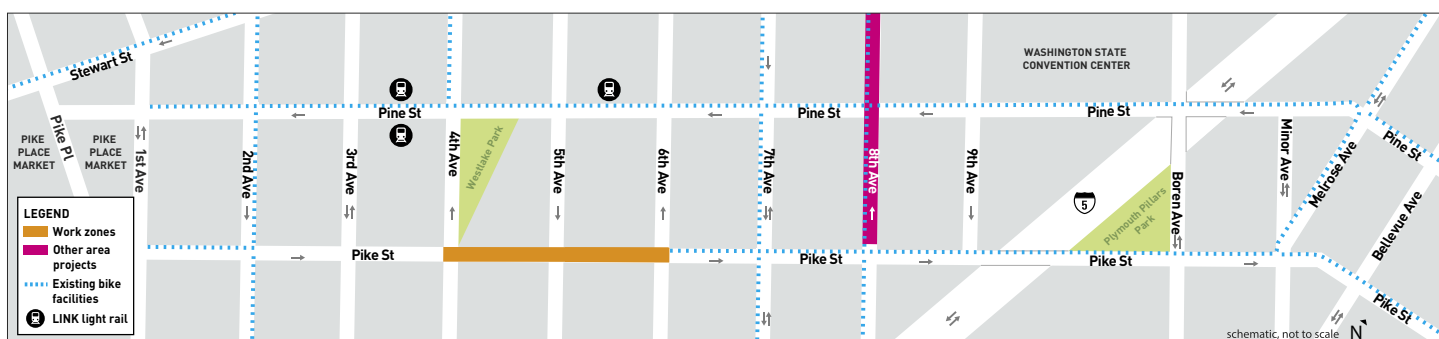 Stewart St
WASHINGTON STATE
CONVENTION CENTER
Pine St
Pine St
Pine St
Pine St
PIKE
PLACE
MARKET
Pike Pl
PIKE
PLACE
MARKET
1st Ave
2nd Ave
3rd Ave
4th Ave
Westlake Park
5th Ave
6th Ave
7th Ave
8th Ave
9th Ave
5
Plymouth Pillars
Park
Boren Ave
Minor Ave
Melrose Ave
Bellevue Ave
Pike St
Pike St
Pike St
Pike St
LEGEND
Work zones
Other area
projects
Existing bike
facilities
LINK light rail
schematic, not to scale
N